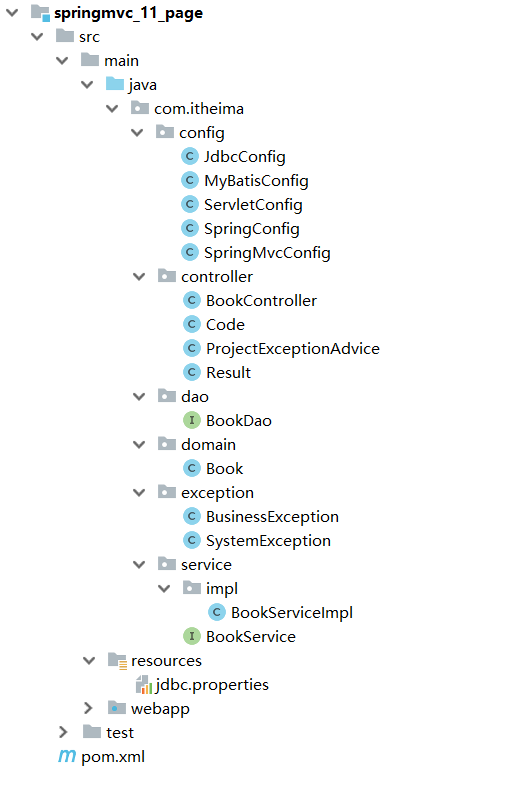 springmvc_11_page
src
main
java
com.itheima
config
JdbcConfig
MyBatisConfig
ServletConfig
SpringConfig
SpringMvcConfig
controller
BookController
Code
ProjectExceptionAdvice
Result
dao
BookDao
domain
Book
exception
BusinessException
SystemException
service
impl
BookServiceImpl
BookService
resources
jdbc.properties
webapp
test
pom.xml